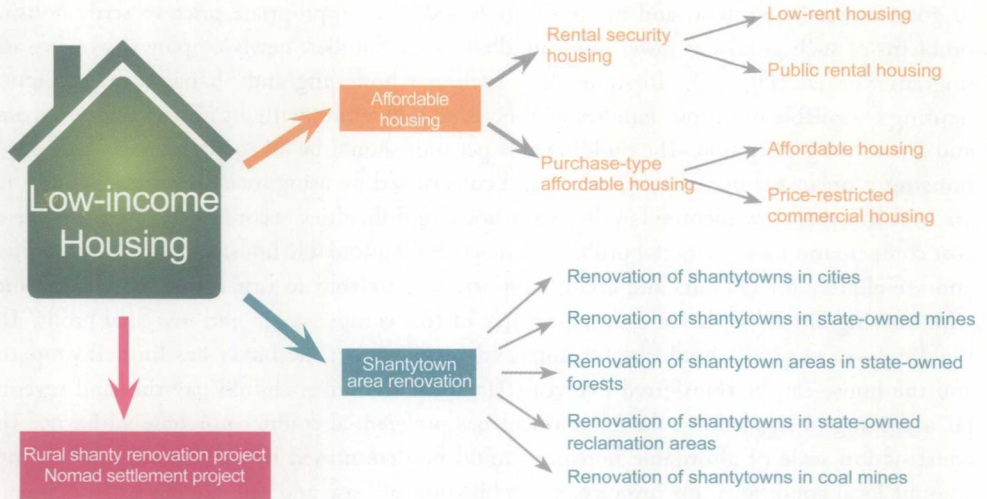 Low-income
Housing
Affordable
housing
Rental security
housing
Low-rent housing
Public rental housing
Purchase-type
affordable housing
Affordable housing
Price-restricted
commercial housing
Shantytown
area renovation
Renovation of shantytowns in cities
Renovation of shantytowns in state-owned mines
Renovation of shantytown areas in state-owned
forests
Renovation of shantytowns in state-owned
reclamation areas
Renovation of shantytowns in coal mines
Rural shanty renovation project
Nomad settlement project